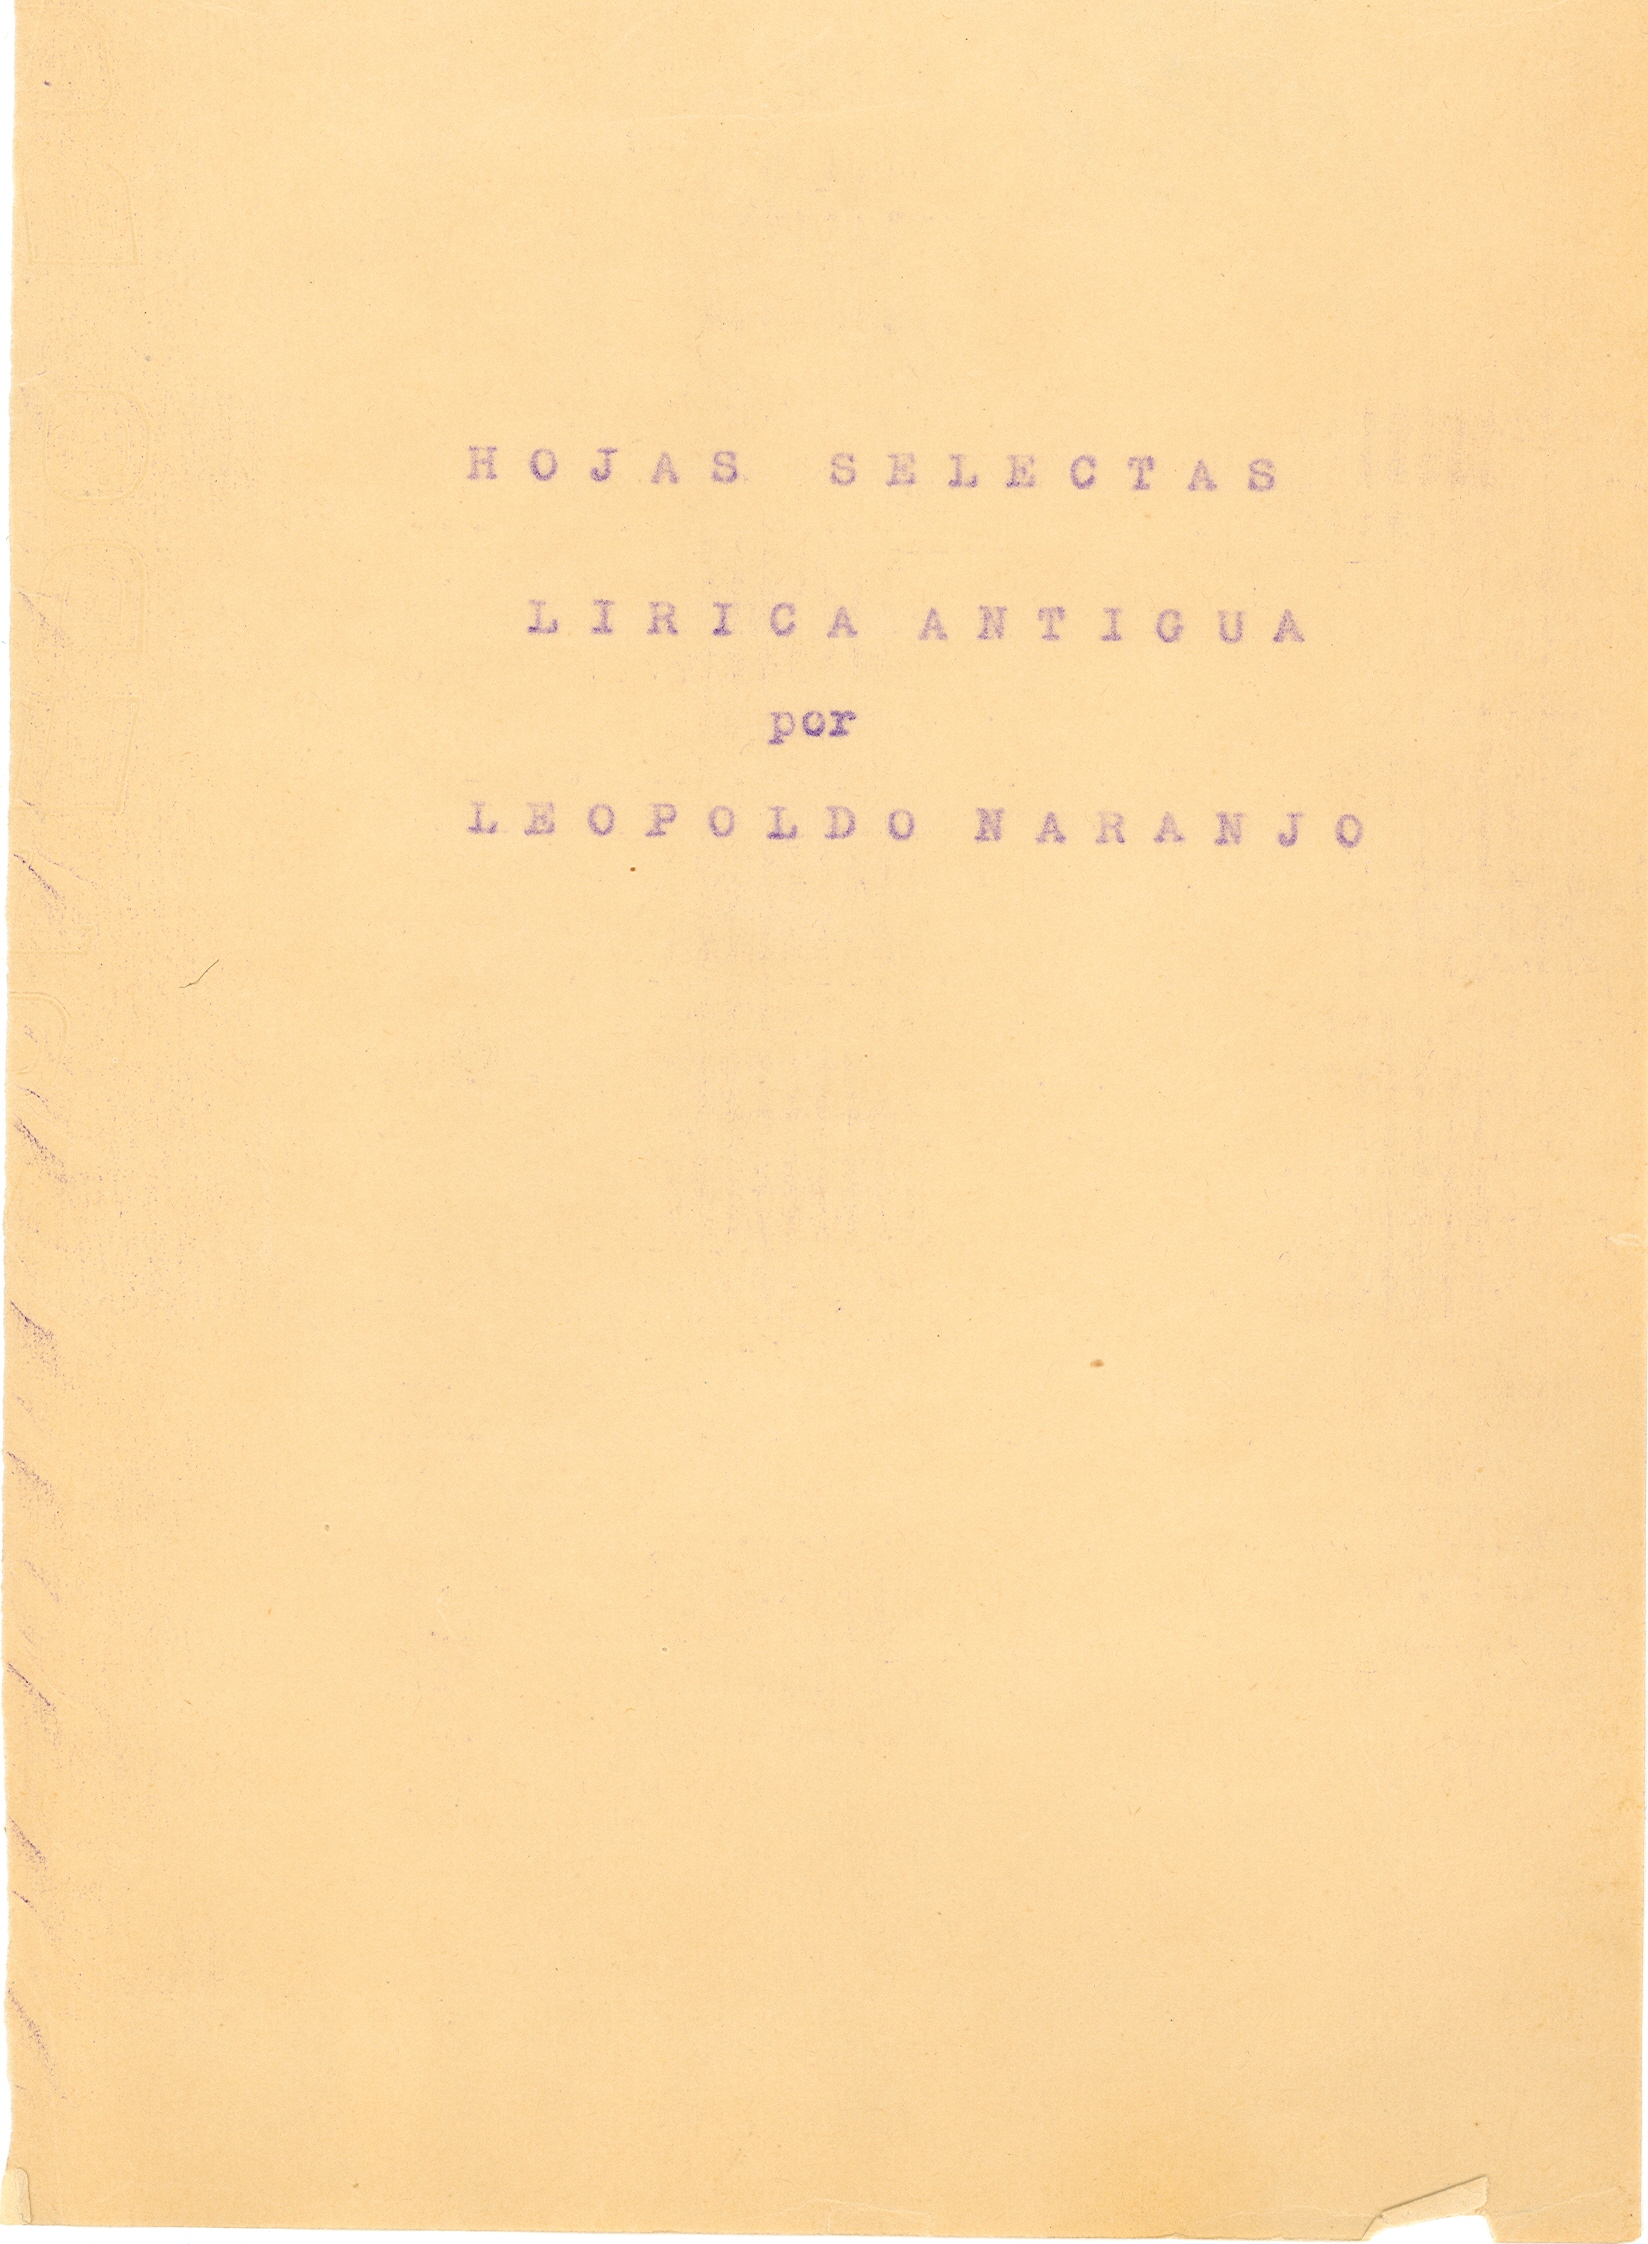 HOJAS SELECTAS
LIRICA ANTIGUA
por
LEOPOLDO NARANJO